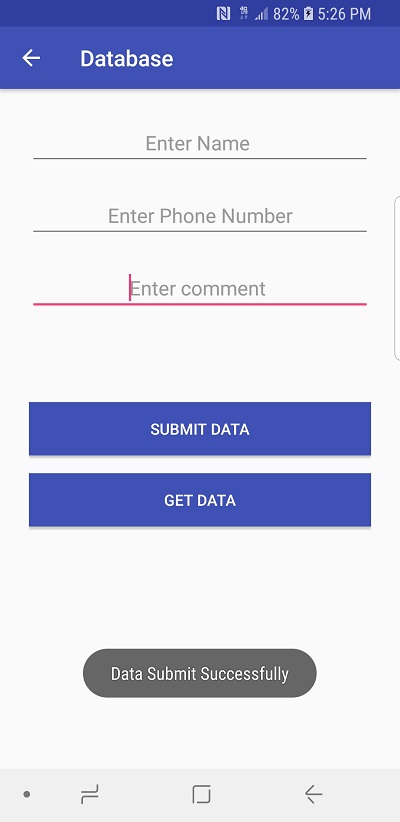 82% 5:26 PM
Database
Enter Name
Enter Phone Number
Enter comment
SUBMIT DATA
GET DATA
Data Submit Successfully